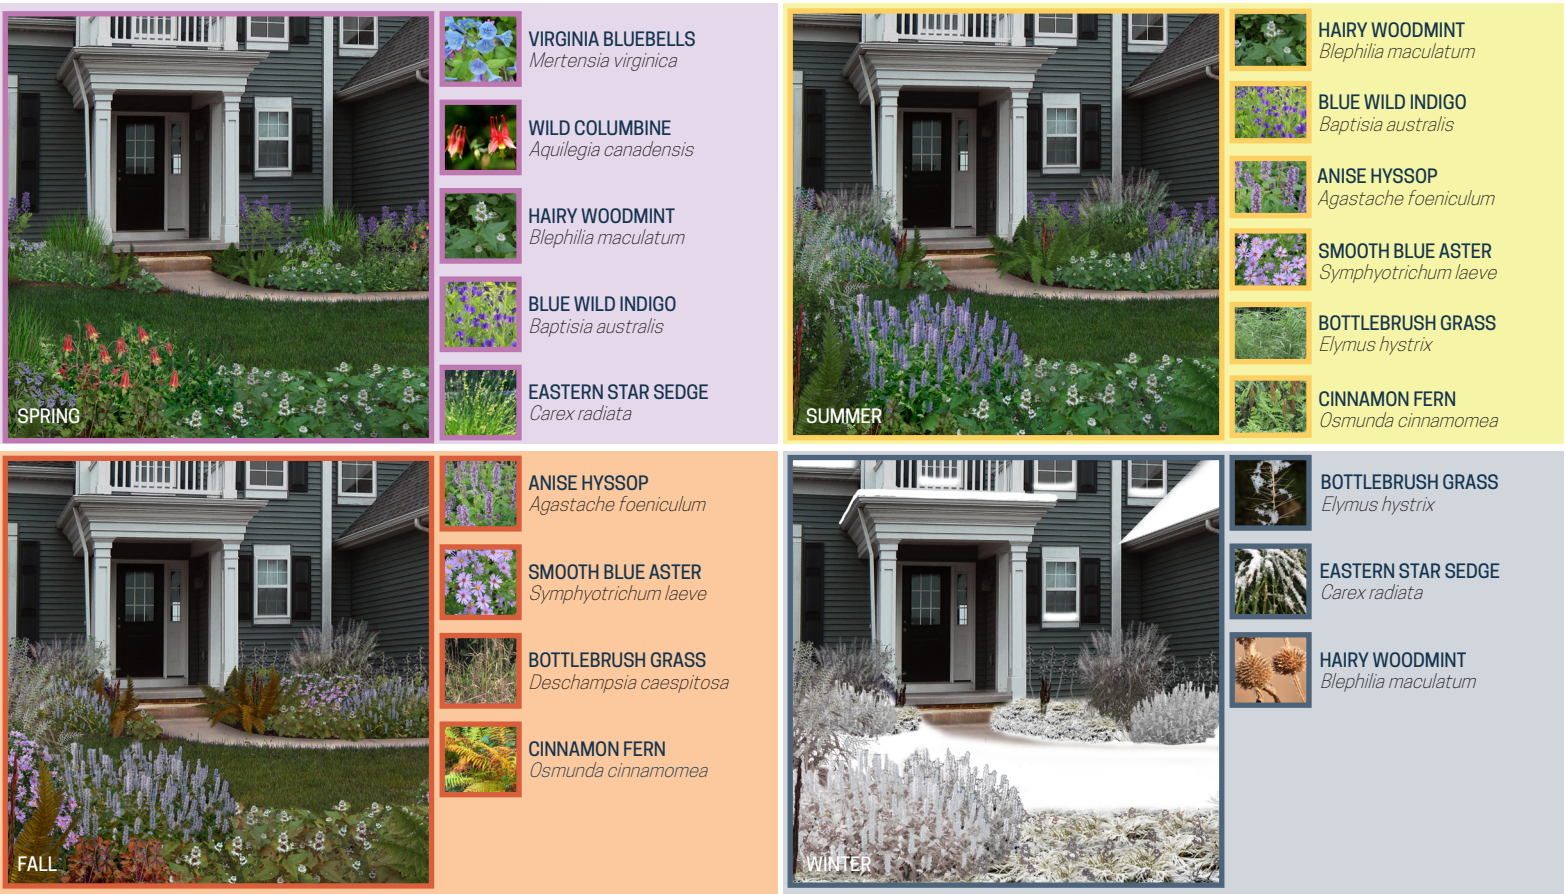 SPRING
VIRGINIA BLUEBELLS
Mertensia virginica
WILD COLUMBINE
Aquilegia canadensis
HAIRY WOODMINT
Blephilia maculatum
BLUE WILD INDIGO
Baptisia australis
EASTERN STAR SEDGE
Carex radiata
SUMMER
HAIRY WOODMINT
Blephilia maculatum
BLUE WILD INDIGO
Baptisia australis
ANISE HYSSOP
Agastache foeniculum
SMOOTH BLUE ASTER
Symphyotrichum laeve
BOTTLEBRUSH GRASS
Elymus hystrix
CINNAMON FERN
Osmunda cinnamomea
FALL
ANISE HYSSOP
Agastache foeniculum
SMOOTH BLUE ASTER
Symphyotrichum laeve
BOTTLEBRUSH GRASS
Deschampsia caespitosa
CINNAMON FERN
Osmunda cinnamomea
WINTER
BOTTLEBRUSH GRASS
Elymus hystrix
EASTERN STAR SEDGE
Carex radiata
HAIRY WOODMINT
Blephilia maculatum